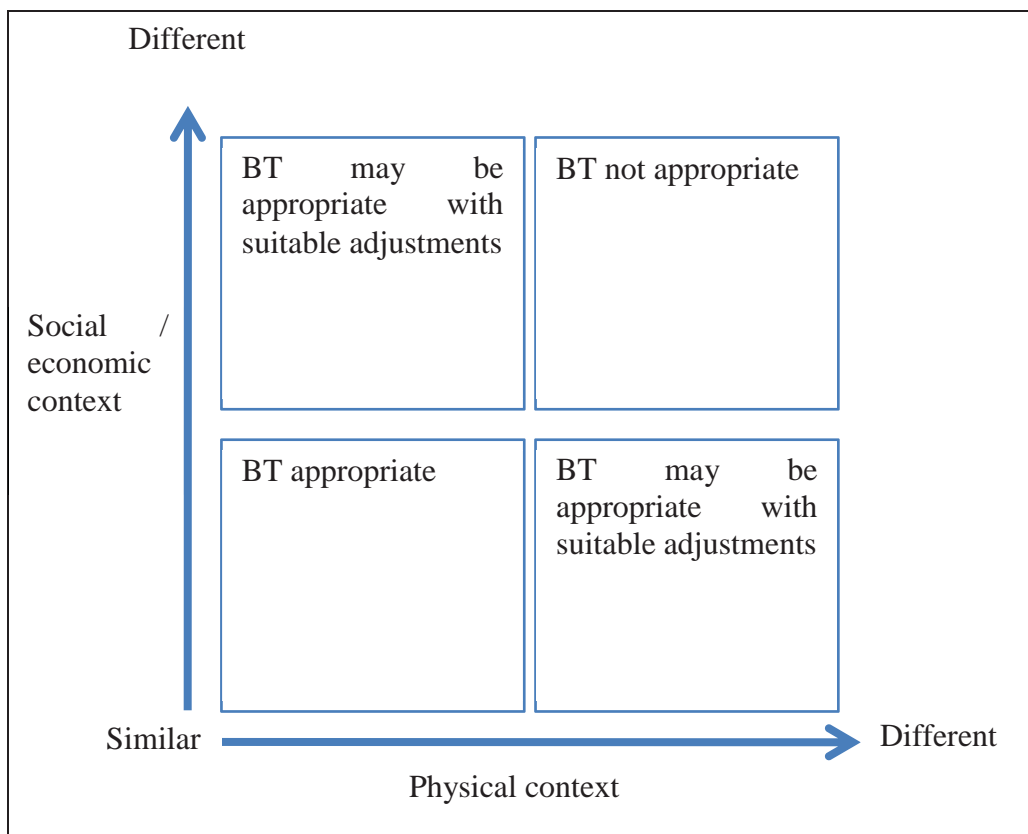 Different
BT may be
appropriate with
suitable adjustments
BT not appropriate
Social /
economic
context
BT appropriate
BT may be
appropriate with
suitable adjustments
Similar
Different
Physical context